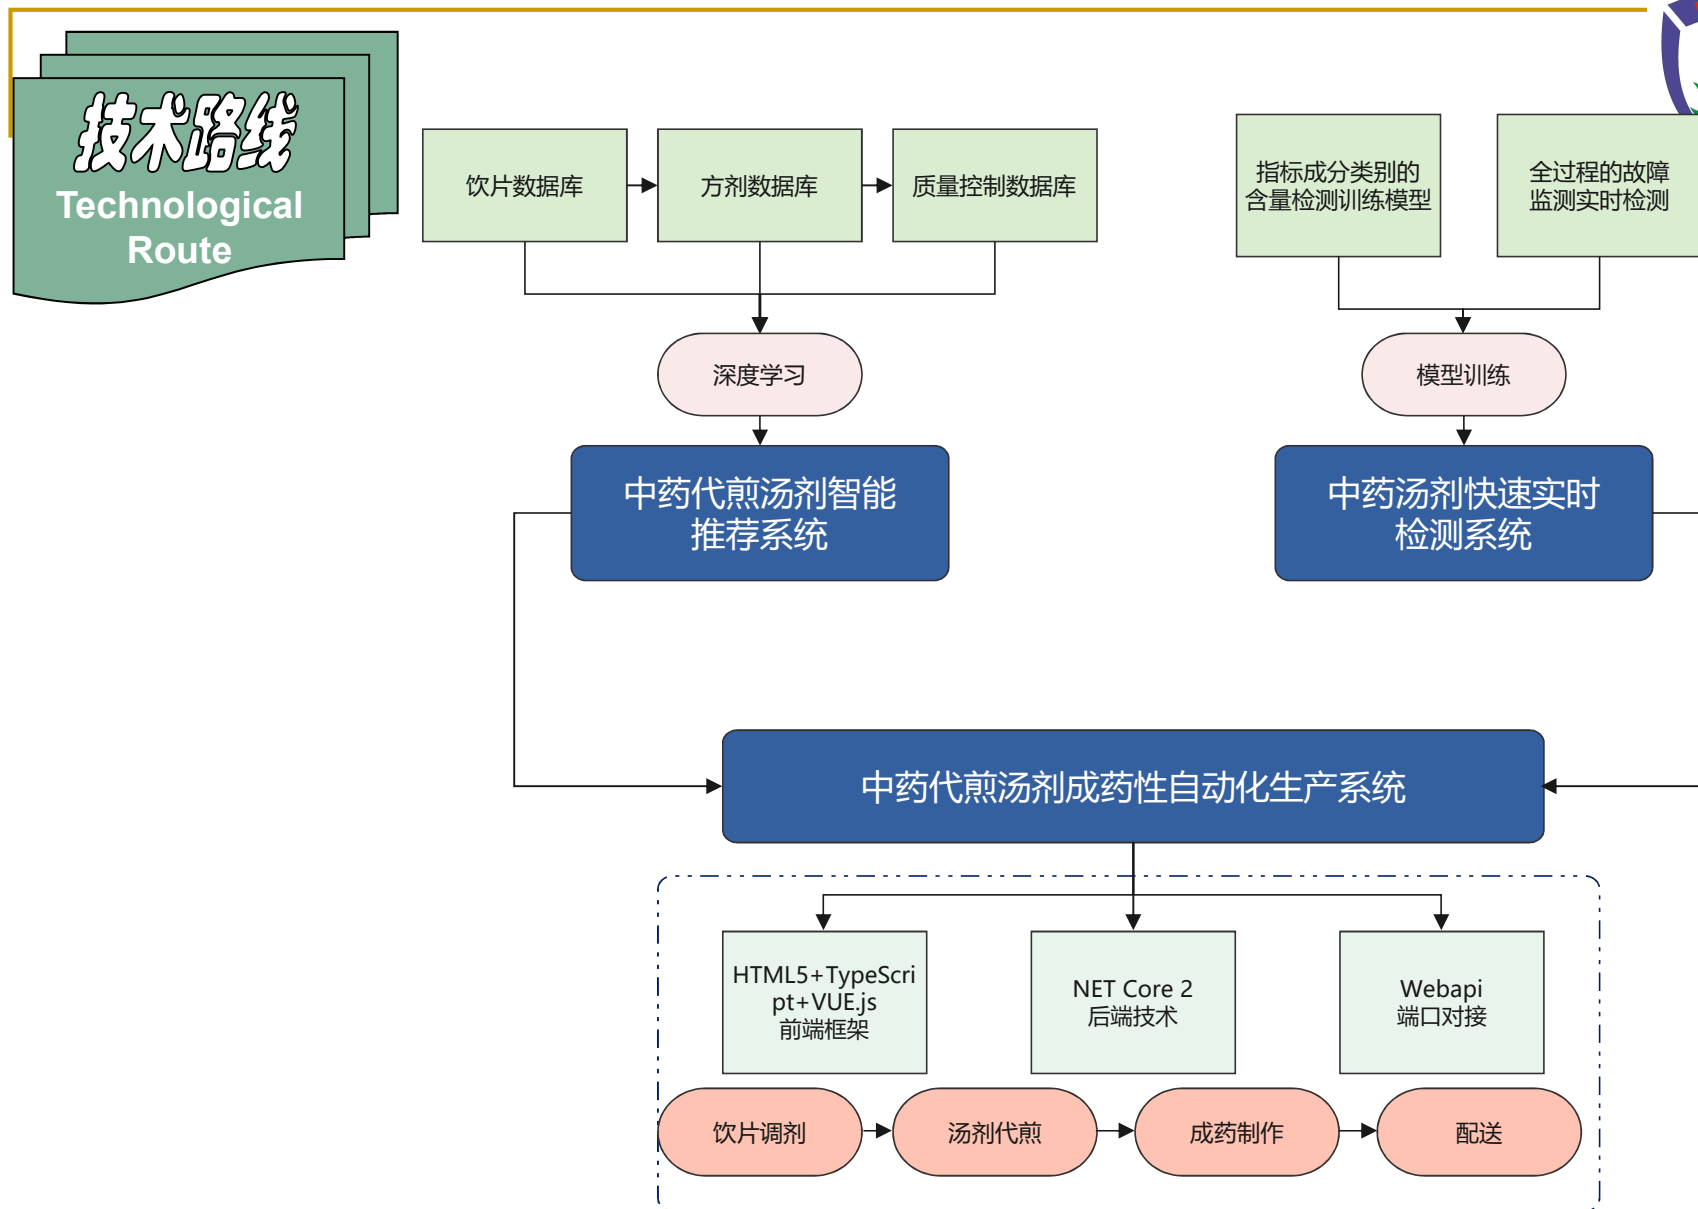 技术路线
Technological
Route
饮片数据库
方剂数据库
质量控制数据库
指标成分类别的
含量检测训练模型
全过程的故障
监测实时检测
深度学习
模型训练
中药代煎汤剂智能
推荐系统
中药汤剂快速实时
检测系统
中药代煎汤剂成药性自动化生产系统
HTML5+TypeScri
pt+VUE.js
前端框架
NET Core 2
后端技术
Webapi
端口对接
饮片调剂
汤剂代煎
成药制作
配送